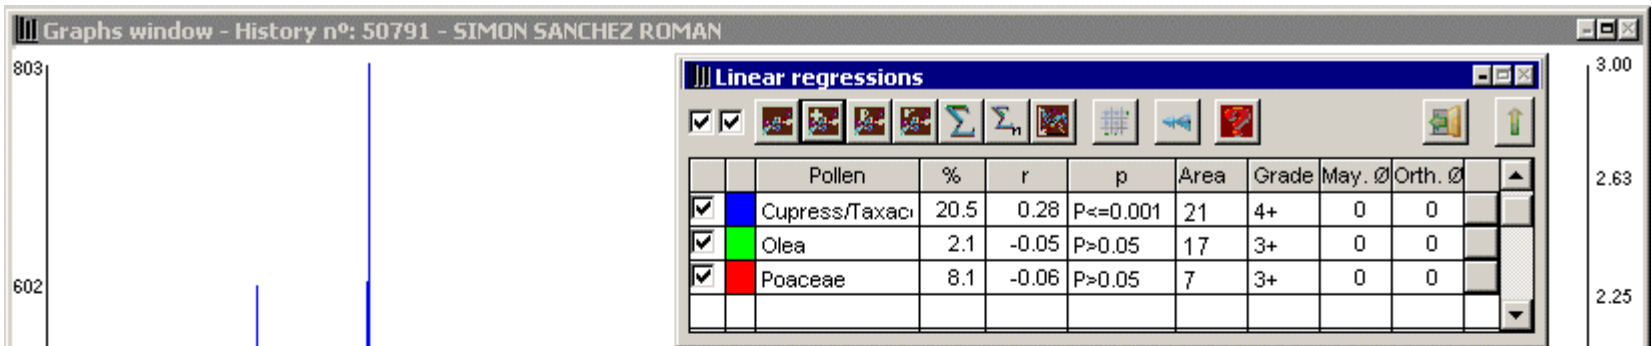 Graphs window - History nº: 50791 - SIMON SANCHEZ ROMAN
803
602
Linear regressions
Σ Σn
Pollen % r p Area Grade May. Ø Orth. Ø
Cupress/Taxac 20.5 0.28 P<=0.001 21 4+ 0 0
Olea 2.1 -0.05 P>0.05 17 3+ 0 0
Poaceae 8.1 -0.06 P>0.05 7 3+ 0 0
3.00
2.63
2.25